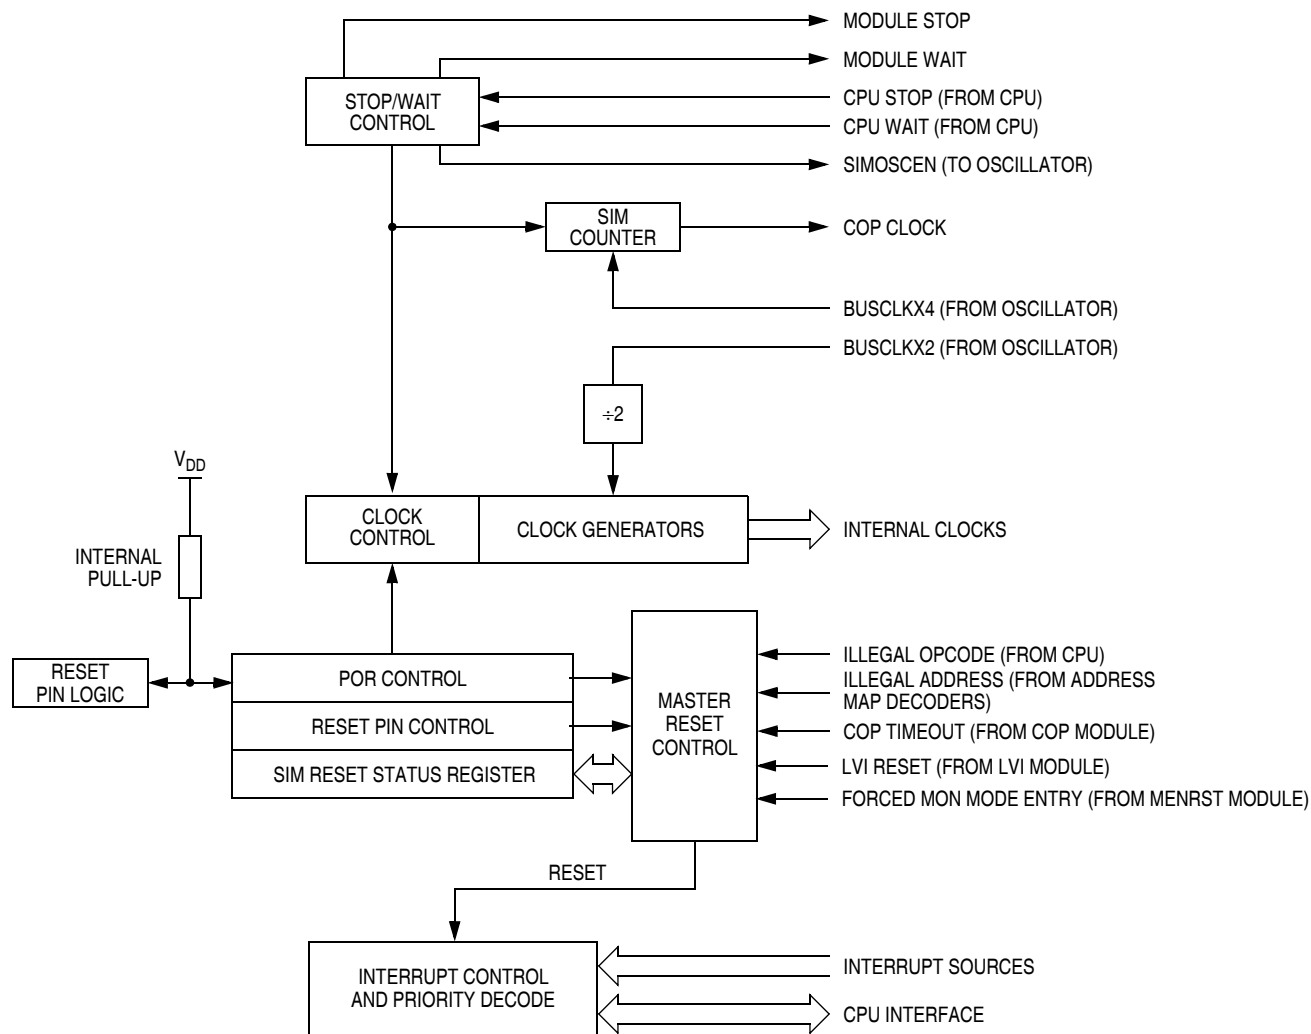 MODULE STOP
MODULE WAIT
STOP/WAIT
CONTROL
CPU STOP (FROM CPU)
CPU WAIT (FROM CPU)
SIMOSCEN (TO OSCILLATOR)
SIM
COUNTER
COP CLOCK
BUSCLKX4 (FROM OSCILLATOR)
BUSCLKX2 (FROM OSCILLATOR)
÷2
VDD
CLOCK
CONTROL
CLOCK GENERATORS
INTERNAL CLOCKS
INTERNAL
PULL-UP
RESET
PIN LOGIC
POR CONTROL
RESET PIN CONTROL
SIM RESET STATUS REGISTER
MASTER
RESET
CONTROL
ILLEGAL OPCODE (FROM CPU)
ILLEGAL ADDRESS (FROM ADDRESS
MAP DECODERS)
COP TIMEOUT (FROM COP MODULE)
LVI RESET (FROM LVI MODULE)
FORCED MON MODE ENTRY (FROM MENRST MODULE)
RESET
INTERRUPT CONTROL
AND PRIORITY DECODE
INTERRUPT SOURCES
CPU INTERFACE